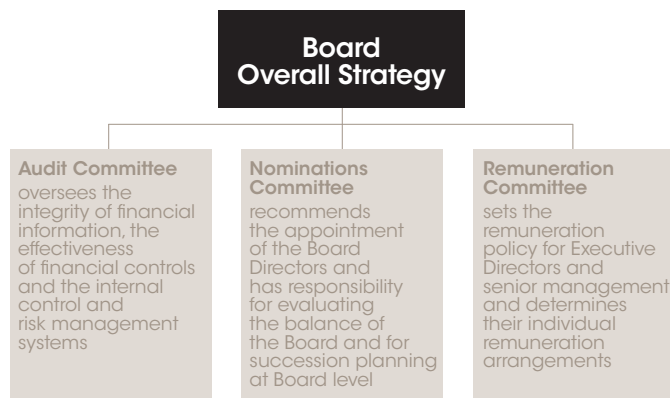 Board
Overall Strategy
Audit Committee
oversees the
integrity of financial
information, the
effectiveness
of financial controls
and the internal
control and
risk management
systems
Nominations
Committee
recommends
the appointment
of the Board
Directors and
has responsibility
for evaluating
the balance of
the Board and for
succession planning
at Board level
Remuneration
Committee
sets the
remuneration
policy for Executive
Directors and
senior management
and determines
their individual
remuneration
arrangements